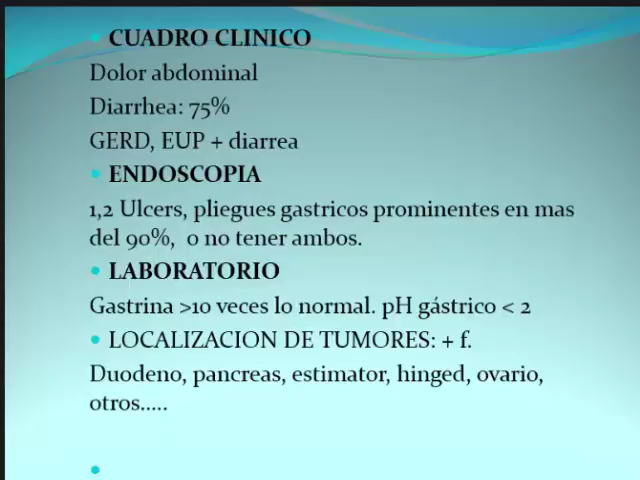 CUADRO CLINICO
Dolor abdominal
Diarrhea: 75%
GERD, EUP + diarrea
ENDOSCOPIA
1,2 Ulcers, pliegues gastricos prominentes en mas
del 90%, o no tener ambos.
LABORATORIO
Gastrina >10 veces lo normal. pH gástrico < 2
LOCALIZACION DE TUMORES: + f.
Duodeno, pancreas, estimator, hinged, ovario,
otros.....